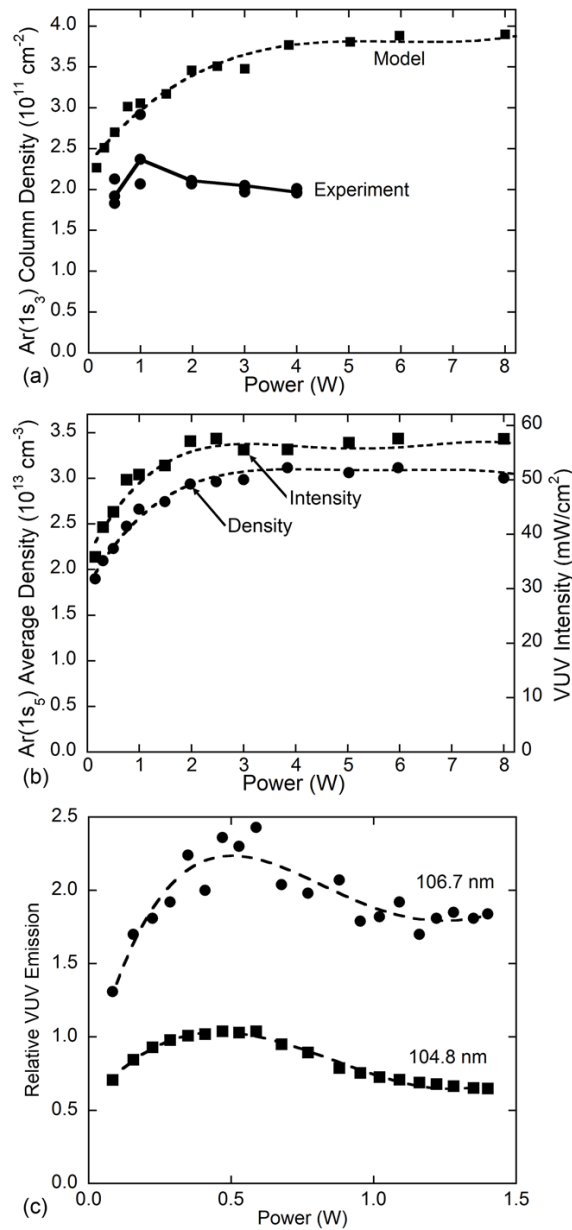 4.0
3.5
3.0
2.5
2.0
1.5
1.0
0.5
0.0
Ar(1s₃) Column Density (10¹¹ cm⁻²)
Model
Experiment
0 1 2 3 4 5 6 7 8
(a)
Power (W)
3.5
3.0
2.5
2.0
1.5
1.0
0.5
0.0
Ar(1s₅) Average Density (10¹³ cm⁻³)
Intensity
Density
60
50
40
30
20
10
0
VUV Intensity (mW/cm²)
0 1 2 3 4 5 6 7 8
(b)
Power (W)
2.5
2.0
1.5
1.0
0.5
0.0
Relative VUV Emission
106.7 nm
104.8 nm
0.0 0.5 1.0 1.5
(c)
Power (W)